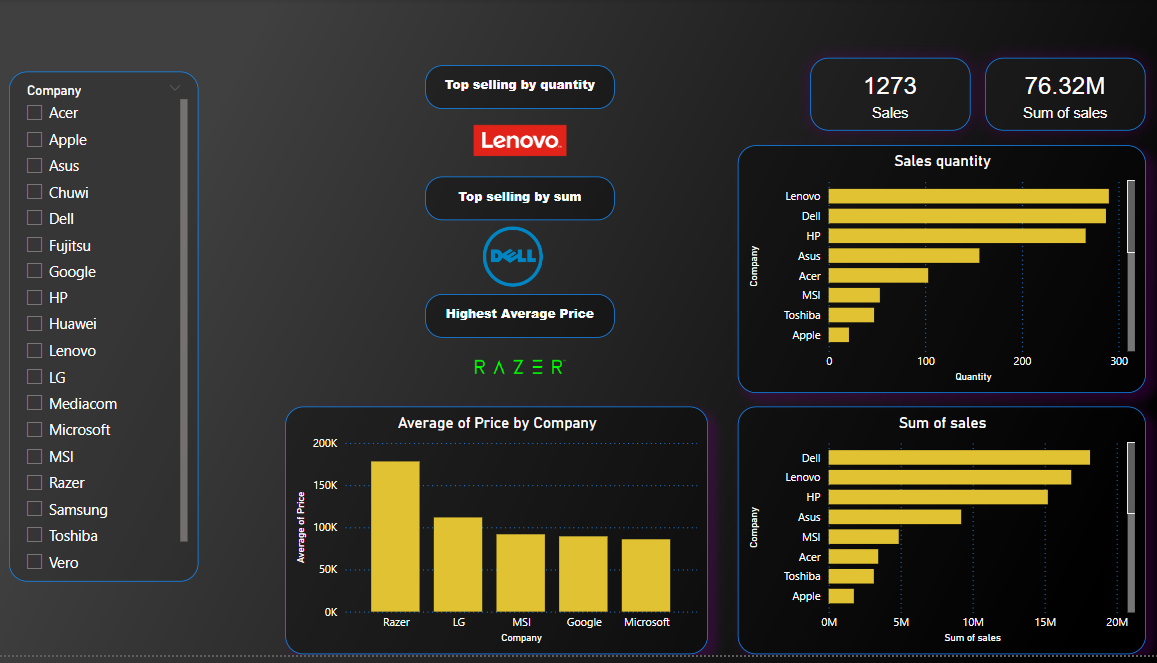 Company
Acer
Apple
Asus
Chuwi
Dell
Fujitsu
Google
HP
Huawei
Lenovo
LG
Mediacom
Microsoft
MSI
Razer
Samsung
Toshiba
Vero
Top selling by quantity
Lenovo
Top selling by sum
DELL
Highest Average Price
RAZER
1273
Sales
76.32M
Sum of sales
Sales quantity
Company
Lenovo
Dell
HP
Asus
Acer
MSI
Toshiba
Apple
0 100 200 300
Quantity
Average of Price by Company
Average of Price
200K
150K
100K
50K
0K
Razer LG MSI Google Microsoft
Company
Sum of sales
Company
Dell
Lenovo
HP
Asus
MSI
Acer
Toshiba
Apple
0M 5M 10M 15M 20M
Sum of sales